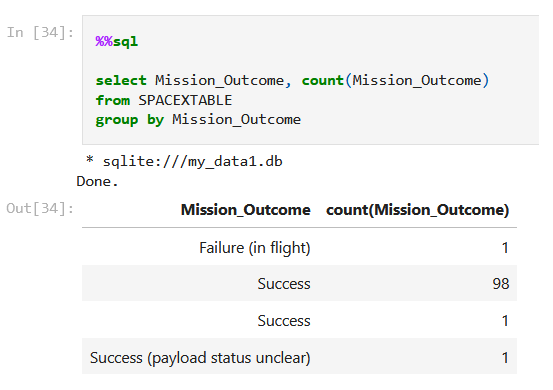 In [34]:
%%sql
select Mission_Outcome, count(Mission_Outcome)
from SPACEXTABLE
group by Mission_Outcome
* sqlite:///my_data1.db
Done.
Out[34]:
Mission_Outcome count(Mission_Outcome)
Failure (in flight) 1
Success 98
Success 1
Success (payload status unclear) 1